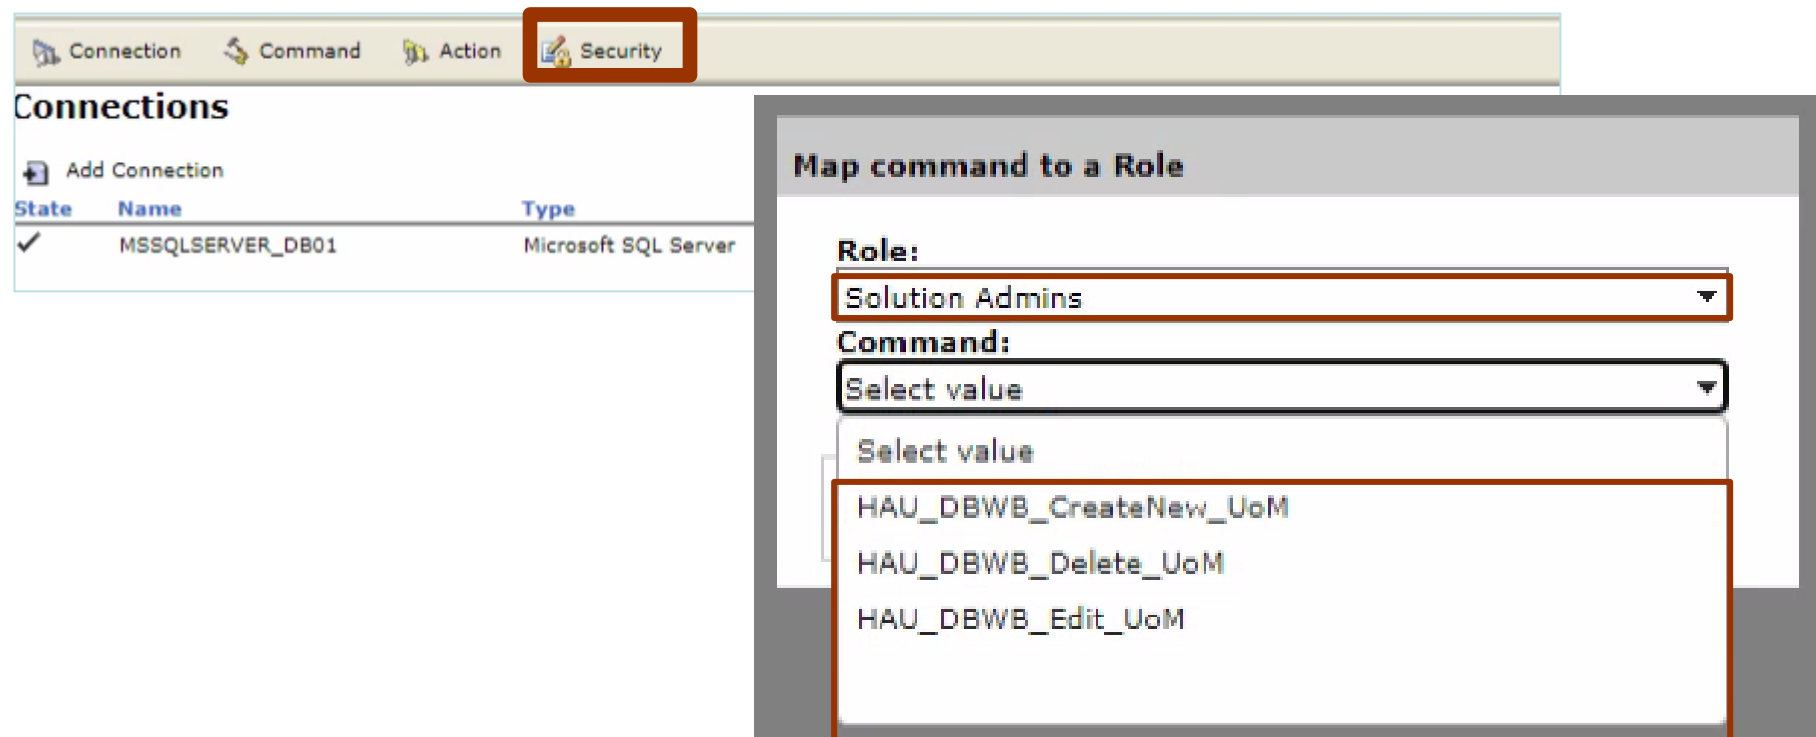 Connection Command Action Security
Connections
Add Connection
State Name Type
MSSQLSERVER_DB01 Microsoft SQL Server
Map command to a Role
Role:
Solution Admins
Command:
Select value
Select value
HAU_DBWB_CreateNew_UoM
HAU_DBWB_Delete_UoM
HAU_DBWB_Edit_UoM